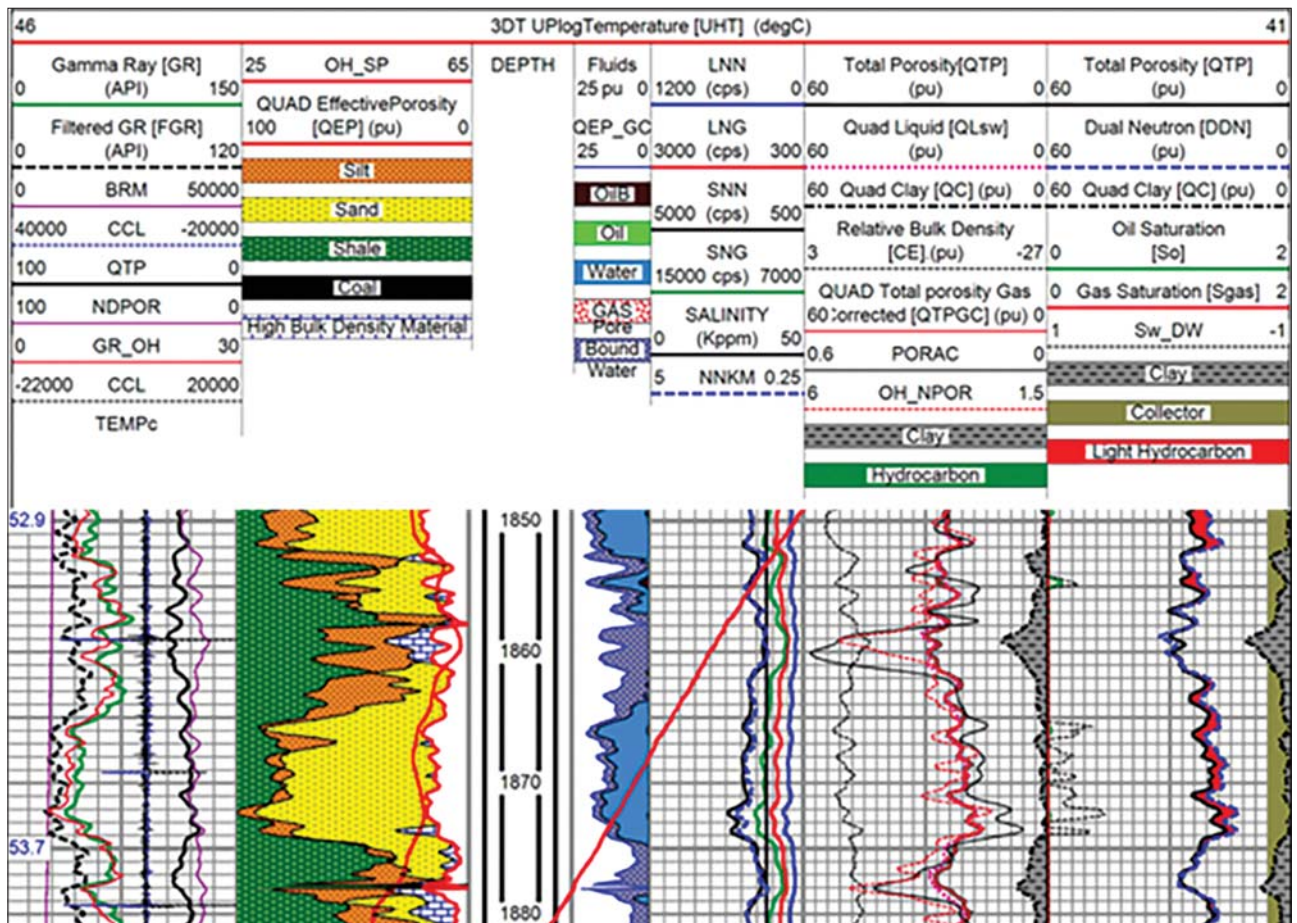 46 3DT UPlogTemperature [UHT] (degC) 41
Gamma Ray [GR]
0 (API) 150
Filtered GR [FGR]
0 (API) 120
0 BRM 50000
40000 CCL -20000
100 QTP 0
100 NDPOR 0
0 GR_OH 30
-22000 CCL 20000
TEMPc
25 OH_SP 65
QUAD EffectivePorosity
100 [QEP] (pu) 0
Silt
Sand
Shale
Coal
High Bulk Density Material
DEPTH
Fluids
25 pu 0
QEP_GC
25 0
OilB
Oil
Water
GAS
Pore
Bound
Water
LNN
1200 (cps) 0
LNG
3000 (cps) 300
SNN
5000 (cps) 500
SNG
15000 cps) 7000
SALINITY
0 (Kppm) 50
5 NNKM 0.25
Total Porosity[QTP]
60 (pu) 0
Quad Liquid [QLsw]
60 (pu) 0
60 Quad Clay [QC] (pu) 0
Relative Bulk Density
3 [CE].(pu) -27
QUAD Total porosity Gas
60 :orrected [QTPGC] (pu) 0
0.6 PORAC 0
6 OH_NPOR 1.5
Clay
Hydrocarbon
Total Porosity [QTP]
60 (pu) 0
Dual Neutron [DDN]
60 (pu) 0
60 Quad Clay [QC] (pu) 0
Oil Saturation
0 [So] 2
0 Gas Saturation [Sgas] 2
1 Sw_DW -1
Clay
Collector
Light Hydrocarbon
52.9
53.7
1850
1860
1870
1880